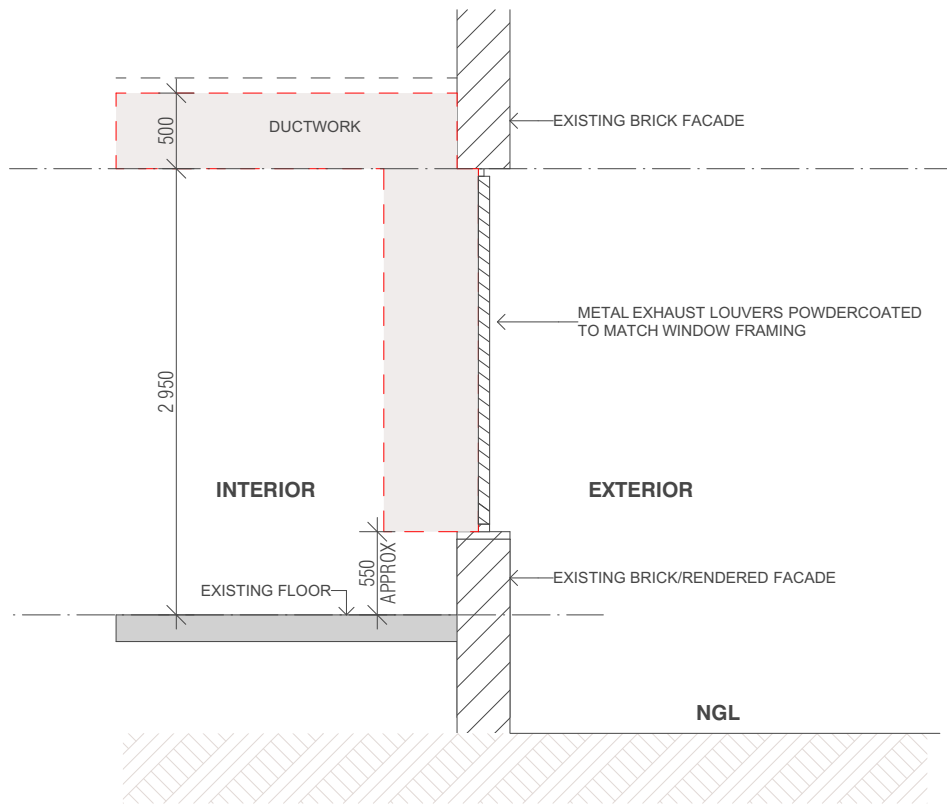 DUCTWORK
500
EXISTING BRICK FACADE
METAL EXHAUST LOUVERS POWDERCOATED
TO MATCH WINDOW FRAMING
2 950
INTERIOR
EXTERIOR
550
APPROX
EXISTING BRICK/RENDERED FACADE
EXISTING FLOOR
NGL